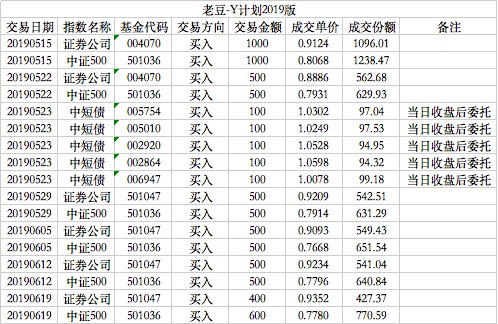 老豆-Y计划2019版
交易日期 指数名称 基金代码 交易方向 交易金额 成交单价 成交份额 备注
20190515 证券公司 004070 买入 1000 0.9124 1096.01
20190515 中证500 501036 买入 1000 0.8068 1238.47
20190522 证券公司 004070 买入 500 0.8886 562.68
20190522 中证500 501036 买入 500 0.7931 629.93
20190523 中短债 005754 买入 100 1.0302 97.04 当日收盘后委托
20190523 中短债 005010 买入 100 1.0249 97.53 当日收盘后委托
20190523 中短债 002920 买入 100 1.0528 94.95 当日收盘后委托
20190523 中短债 002864 买入 100 1.0598 94.32 当日收盘后委托
20190523 中短债 006947 买入 100 1.0078 99.18 当日收盘后委托
20190529 证券公司 501047 买入 500 0.9209 542.51
20190529 中证500 501036 买入 500 0.7914 631.29
20190605 证券公司 501047 买入 500 0.9093 549.43
20190605 中证500 501036 买入 500 0.7668 651.54
20190612 证券公司 501047 买入 500 0.9234 541.04
20190612 中证500 501036 买入 500 0.7796 640.84
20190619 证券公司 501047 买入 400 0.9352 427.37
20190619 中证500 501036 买入 600 0.7780 770.59